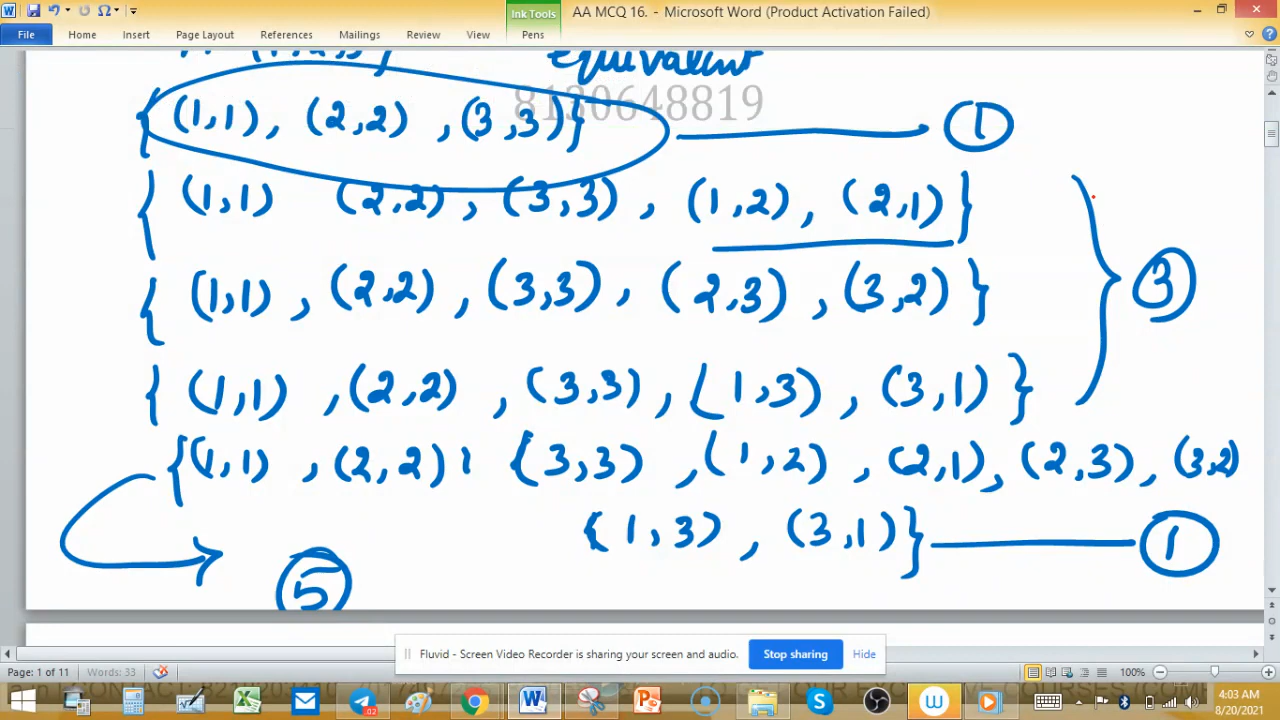 Ink Tools
AA MCQ 16. - Microsoft Word (Product Activation Failed)
File Home Insert Page Layout References Mailings Review View Pens
equivalent
8130648819
{(1,1), (2,2) ,(3,3)} 1
{ (1,1) (2,2), (3,3), (1,2), (2,1)}
{ (1,1), (2,2), (3,3), (2,3), (3,2)} 3
{ (1,1) ,(2,2) , (3,3), (1,3) , (3,1)}
{(1,1) ,(2,2), (3,3) ,(1,2) , (2,1), (2,3), (3,2)
(1,3) , (3,1)} 1
5
Fluvid - Screen Video Recorder is sharing your screen and audio. Stop sharing Hide
Page: 1 of 11 Words: 33 100%
4:03 AM
8/20/2021